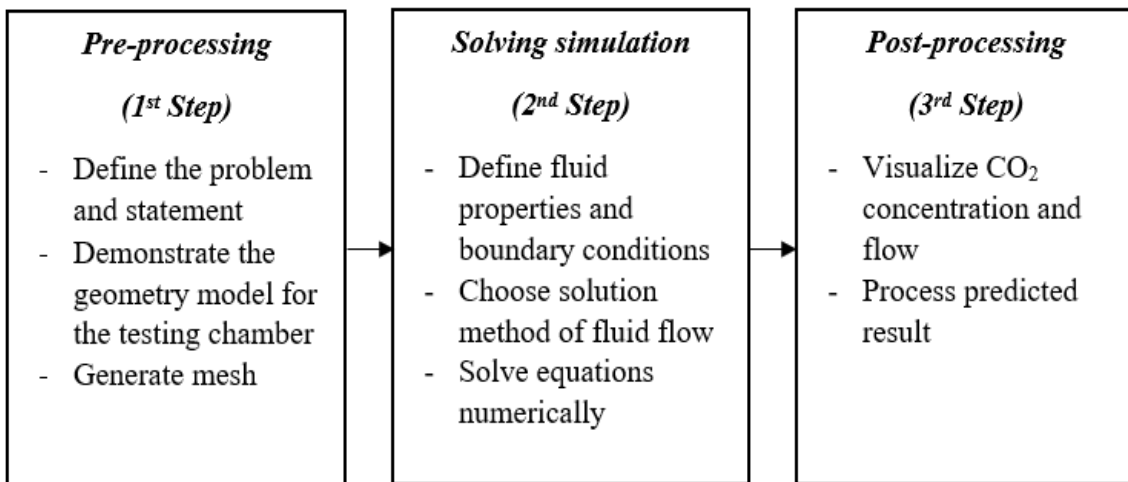 Pre-processing
(1st Step)
- Define the problem
and statement
- Demonstrate the
geometry model for
the testing chamber
- Generate mesh
Solving simulation
(2nd Step)
- Define fluid
properties and
boundary conditions
- Choose solution
method of fluid flow
- Solve equations
numerically
Post-processing
(3rd Step)
- Visualize CO₂
concentration and
flow
- Process predicted
result